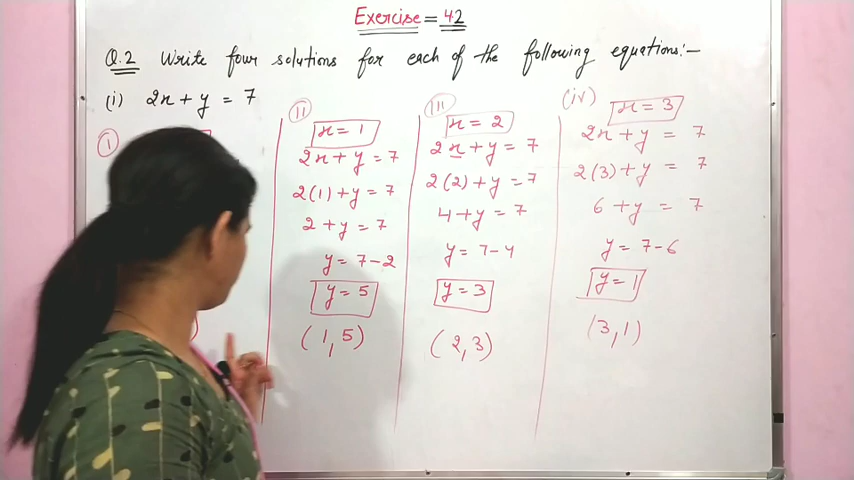 Exercise = 42
Q.2 Write four solutions for each of the following equations:-
(i) 2x + y = 7
(I)
(II)
x = 1
2x + y = 7
2(1) + y = 7
2 + y = 7
y = 7 - 2
y = 5
(1, 5)
(III)
x = 2
2x + y = 7
2(2) + y = 7
4 + y = 7
y = 7 - 4
y = 3
(2, 3)
(iv)
x = 3
2x + y = 7
2(3) + y = 7
6 + y = 7
y = 7 - 6
y = 1
(3, 1)